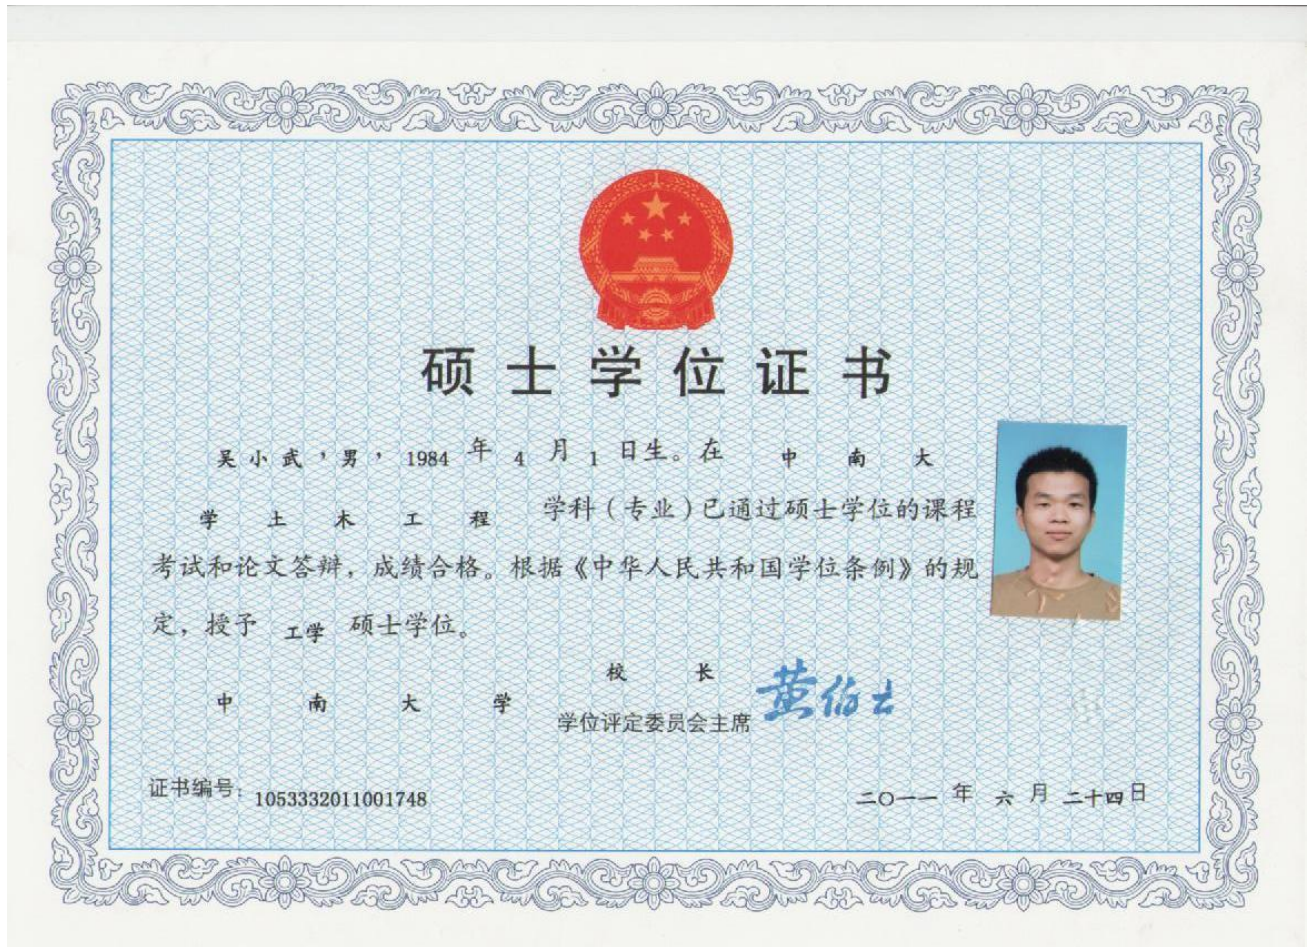 硕士学位证书
吴小武，男，1984 年 4 月 1 日生。在 中南大
学 土木工程 学科（专业）已通过硕士学位的课程
考试和论文答辩，成绩合格。根据《中华人民共和国学位条例》的规
定，授予 工学 硕士学位。
校长
中南大学
学位评定委员会主席 黄伯云
证书编号：1053332011001748
二〇一一 年 六 月 二十四日